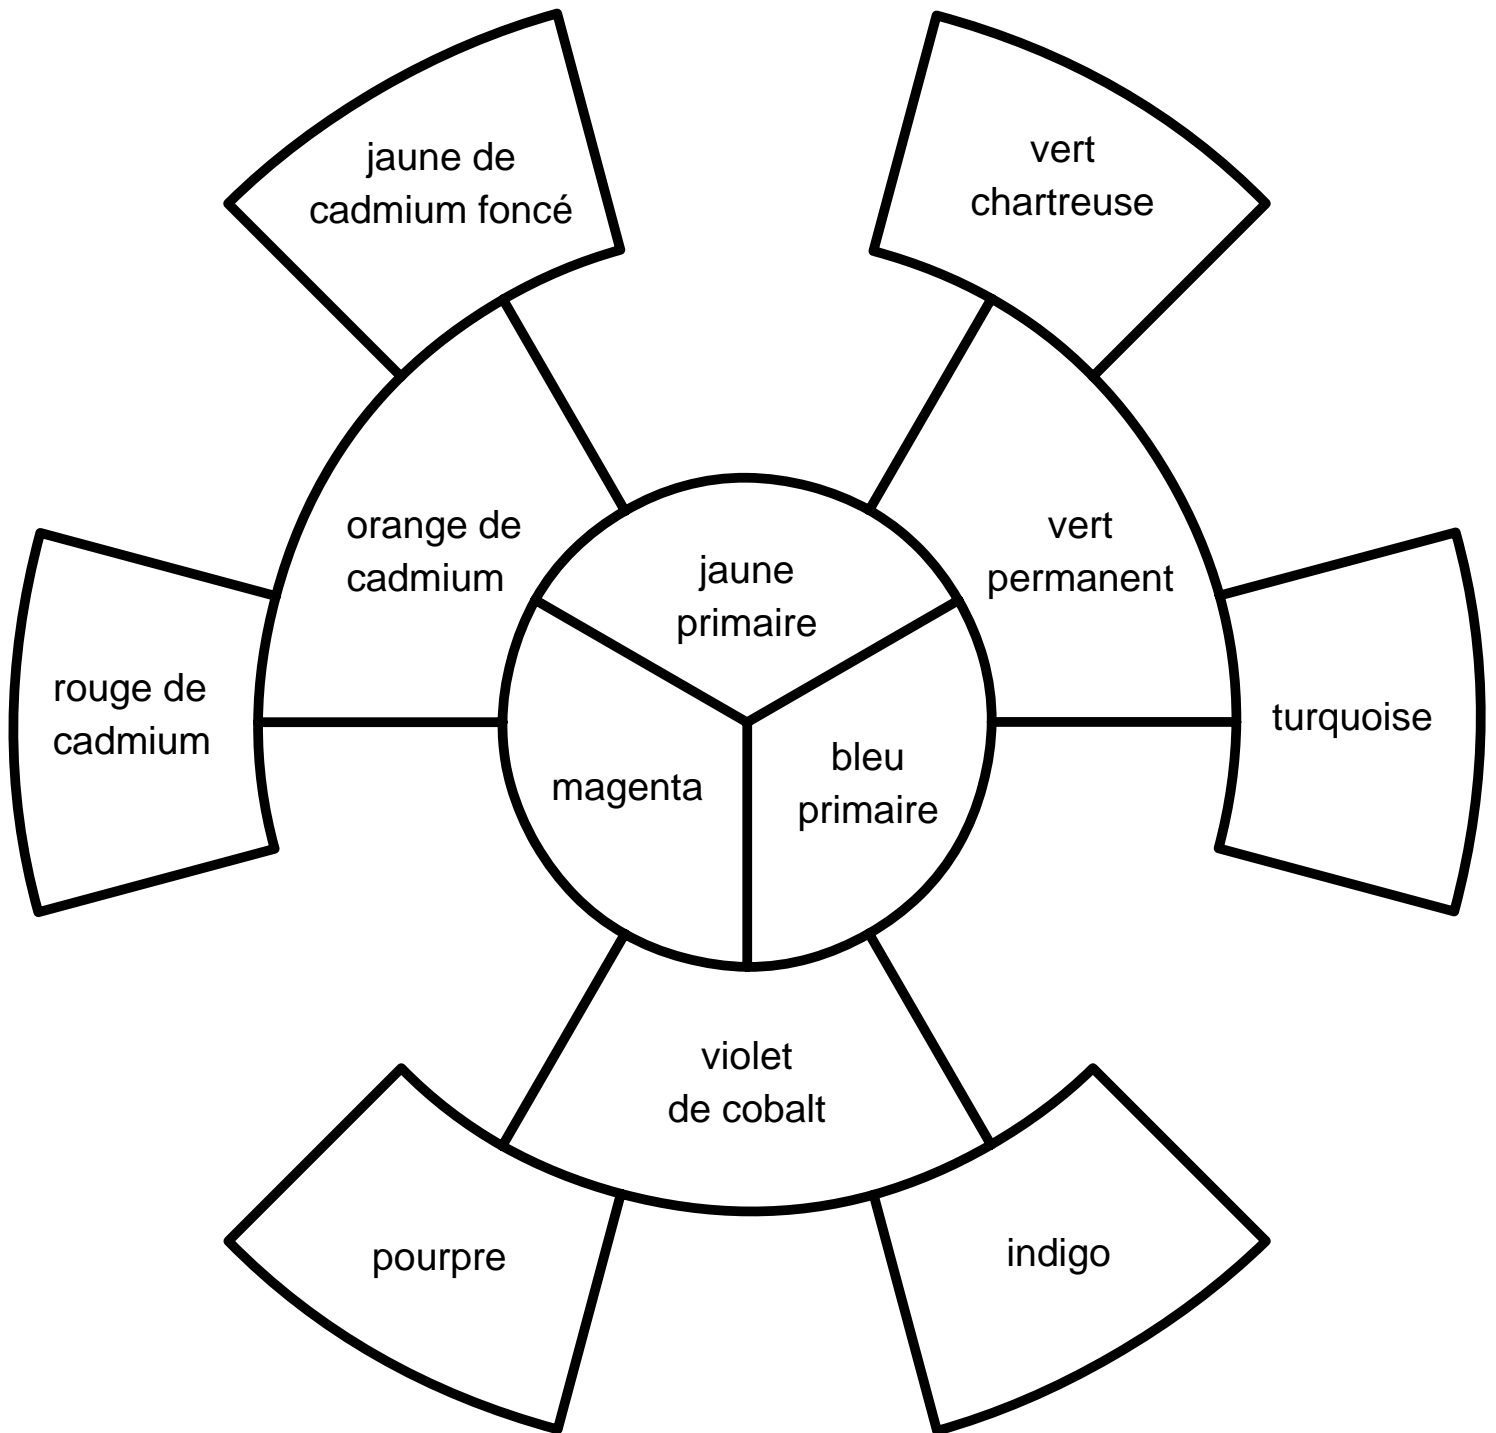 jaune de
cadmium foncé
vert
chartreuse
orange de
cadmium
jaune
primaire
vert
permanent
rouge de
cadmium
magenta
bleu
primaire
turquoise
violet
de cobalt
pourpre
indigo